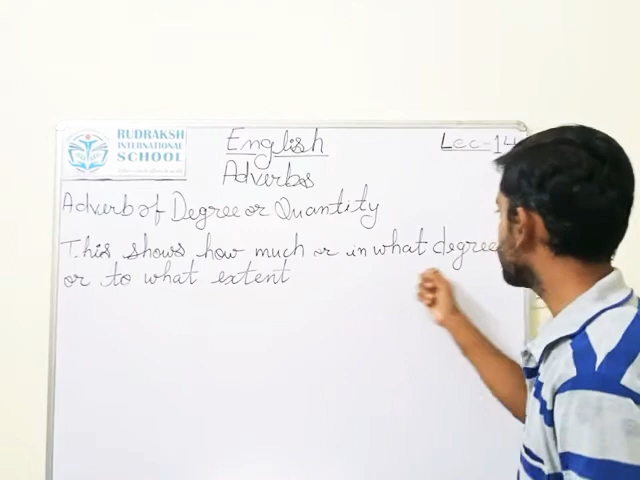 RUDRAKSH
INTERNATIONAL
SCHOOL
English
Lec-14
Adverbs
Adverb of Degree or Quantity
This shows how much or in what degree
or to what extent